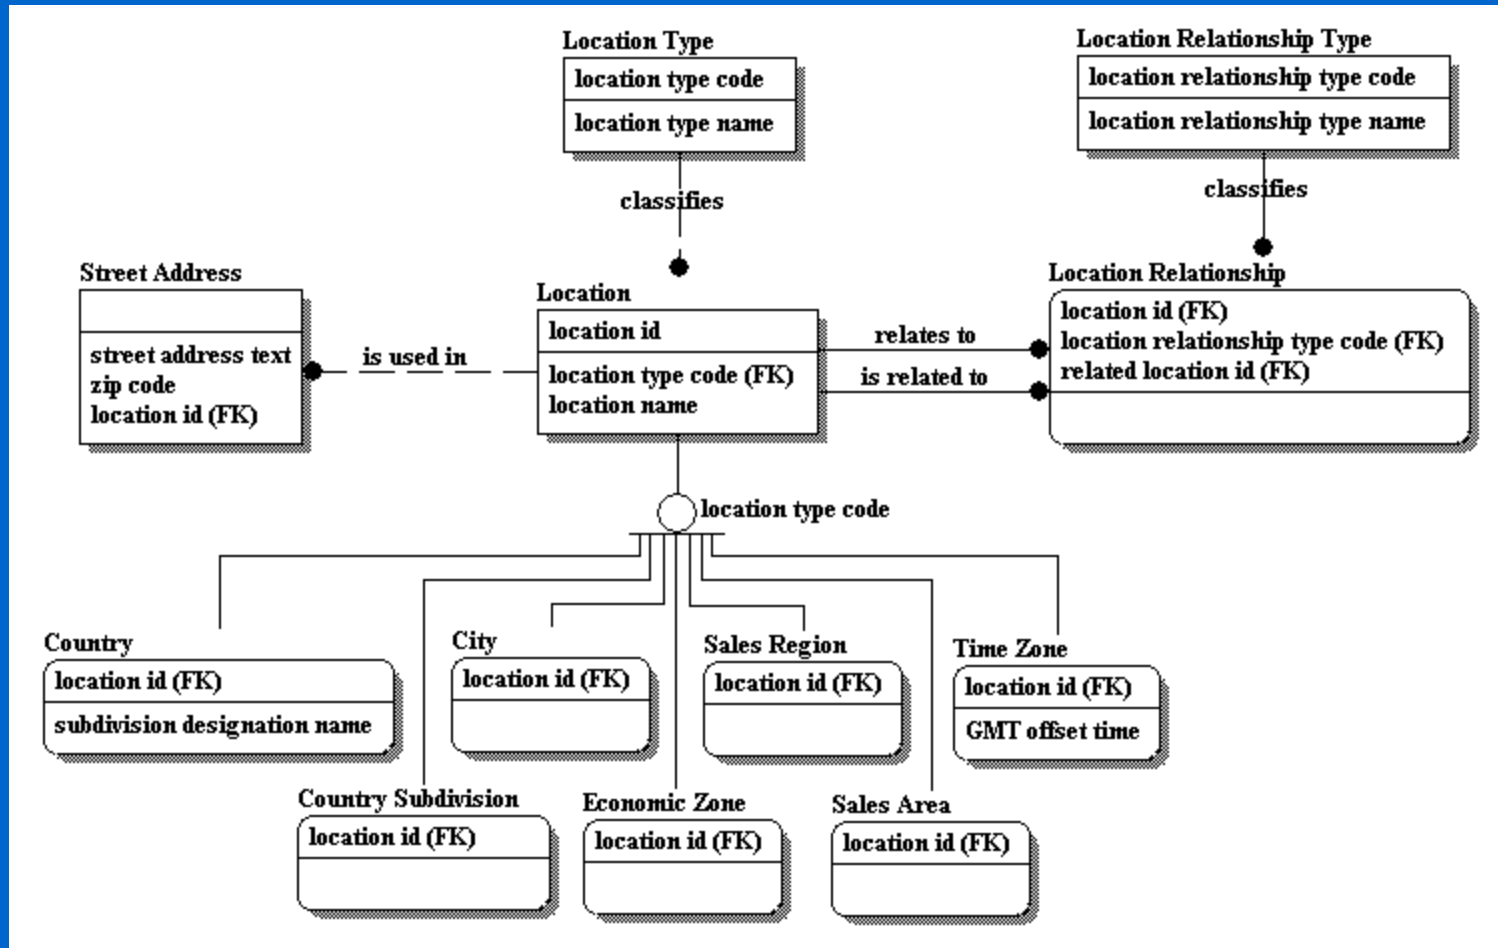 Location Type
location type code
location type name
classifies
Location Relationship Type
location relationship type code
location relationship type name
classifies
Street Address
street address text
zip code
location id (FK)
is used in
Location
location id
location type code (FK)
location name
relates to
is related to
Location Relationship
location id (FK)
location relationship type code (FK)
related location id (FK)
location type code
Country
location id (FK)
subdivision designation name
City
location id (FK)
Sales Region
location id (FK)
Time Zone
location id (FK)
GMT offset time
Country Subdivision
location id (FK)
Economic Zone
location id (FK)
Sales Area
location id (FK)